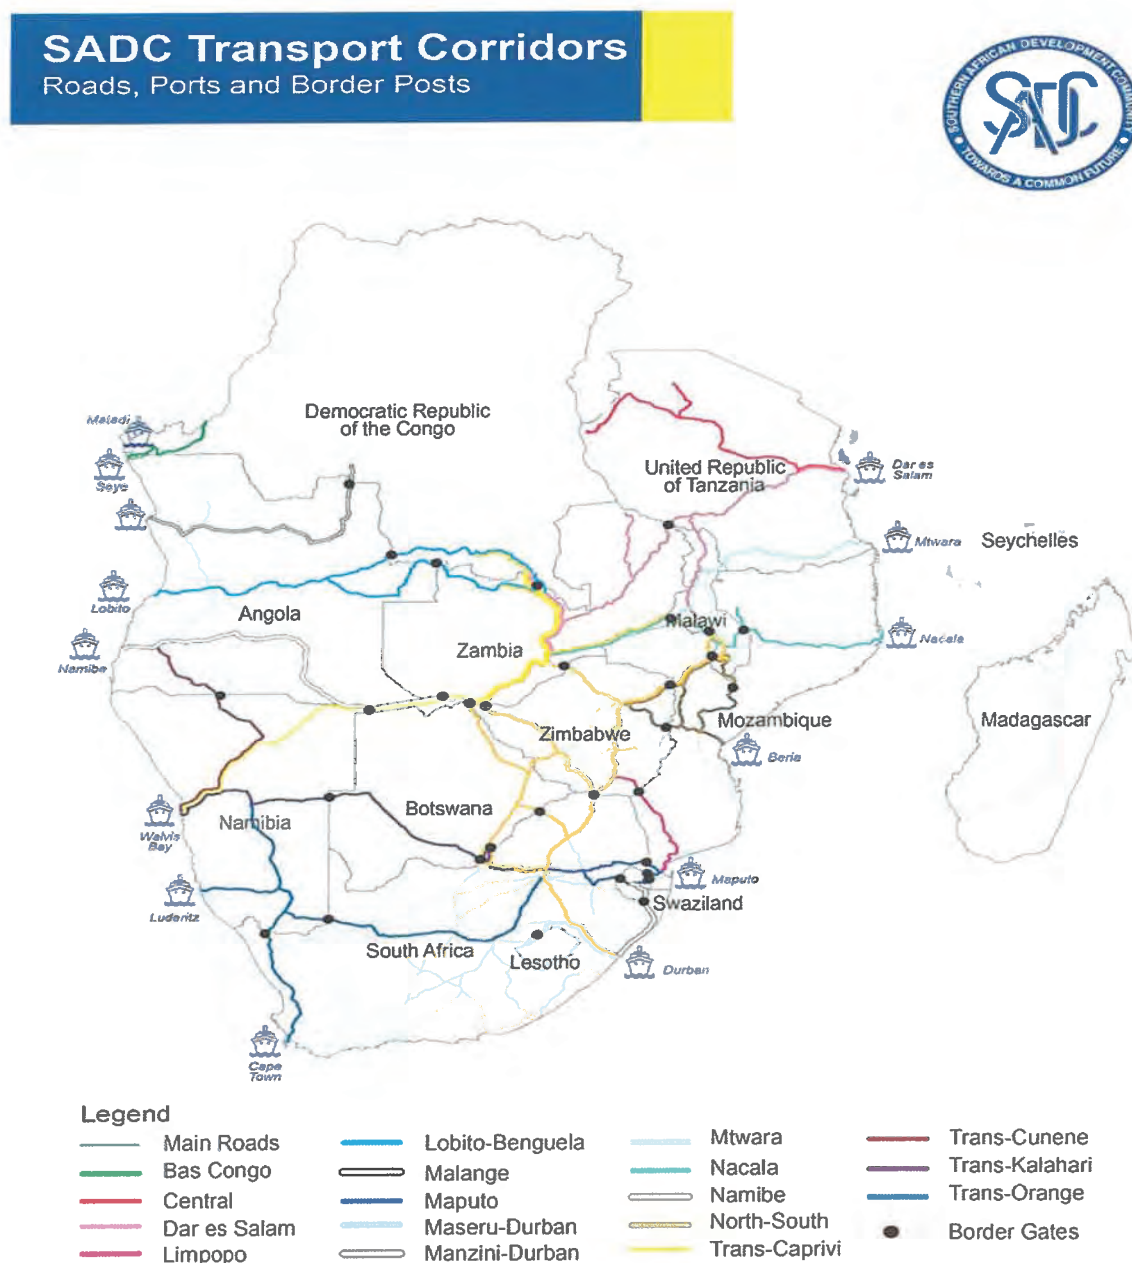 SADC Transport Corridors
Roads, Ports and Border Posts
SOUTHERN AFRICAN DEVELOPMENT COMMUNITY
SADC
TOWARDS A COMMON FUTURE
Democratic Republic
of the Congo
Matadi
Soyo
United Republic
of Tanzania
Dar es
Salam
Mtwara
Seychelles
Lobito
Angola
Malawi
Nacala
Namibe
Zambia
Mozambique
Madagascar
Zimbabwe
Beria
Botswana
Namibia
Walvis
Bay
Maputo
Luderitz
Swaziland
South Africa
Lesotho
Durban
Cape
Town
Legend
Main Roads
Bas Congo
Central
Dar es Salam
Limpopo
Lobito-Benguela
Malange
Maputo
Maseru-Durban
Manzini-Durban
Mtwara
Nacala
Namibe
North-South
Trans-Caprivi
Trans-Cunene
Trans-Kalahari
Trans-Orange
Border Gates